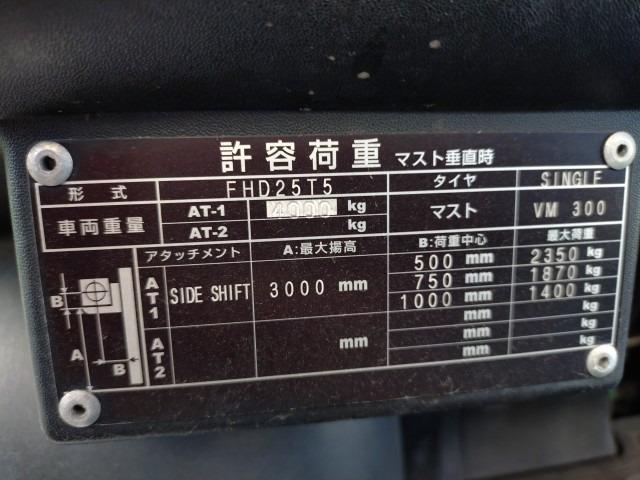 許容荷重 マスト垂直時
形式 FHD25T5 タイヤ SINGLE
車両重量 AT-1 4000 kg マスト VM 300
AT-2 kg
アタッチメント A:最大揚高 B:荷重中心 最大荷重
AT1 SIDE SHIFT 3000 mm 500 mm 2350 kg
750 mm 1870 kg
1000 mm 1400 kg
mm kg
AT2 mm mm kg
mm kg
B
A
B